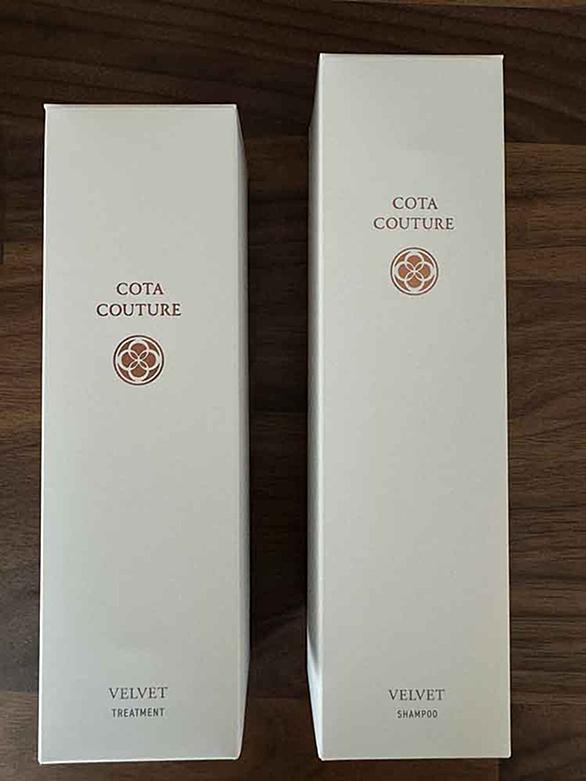 COTA
COUTURE
VELVET
TREATMENT
COTA
COUTURE
VELVET
SHAMPOO